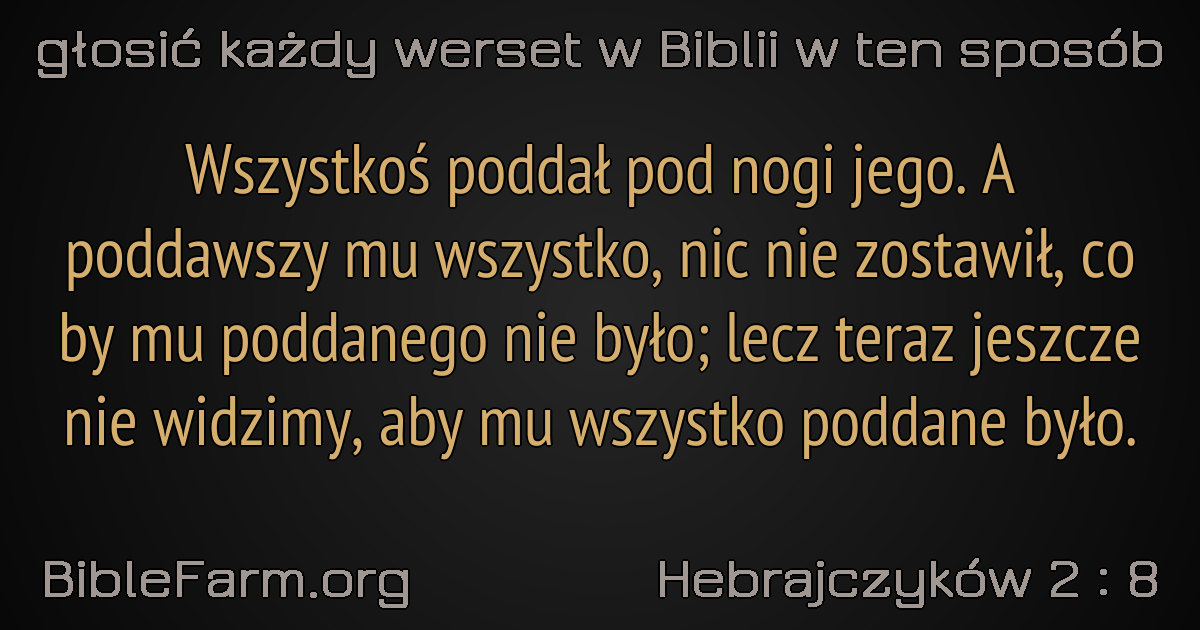 głosić każdy werset w Biblii w ten sposób
Wszystkoś poddał pod nogi jego. A
poddawszy mu wszystko, nic nie zostawił, co
by mu poddanego nie było; lecz teraz jeszcze
nie widzimy, aby mu wszystko poddane było.
BibleFarm.org
Hebrajczyków 2 : 8